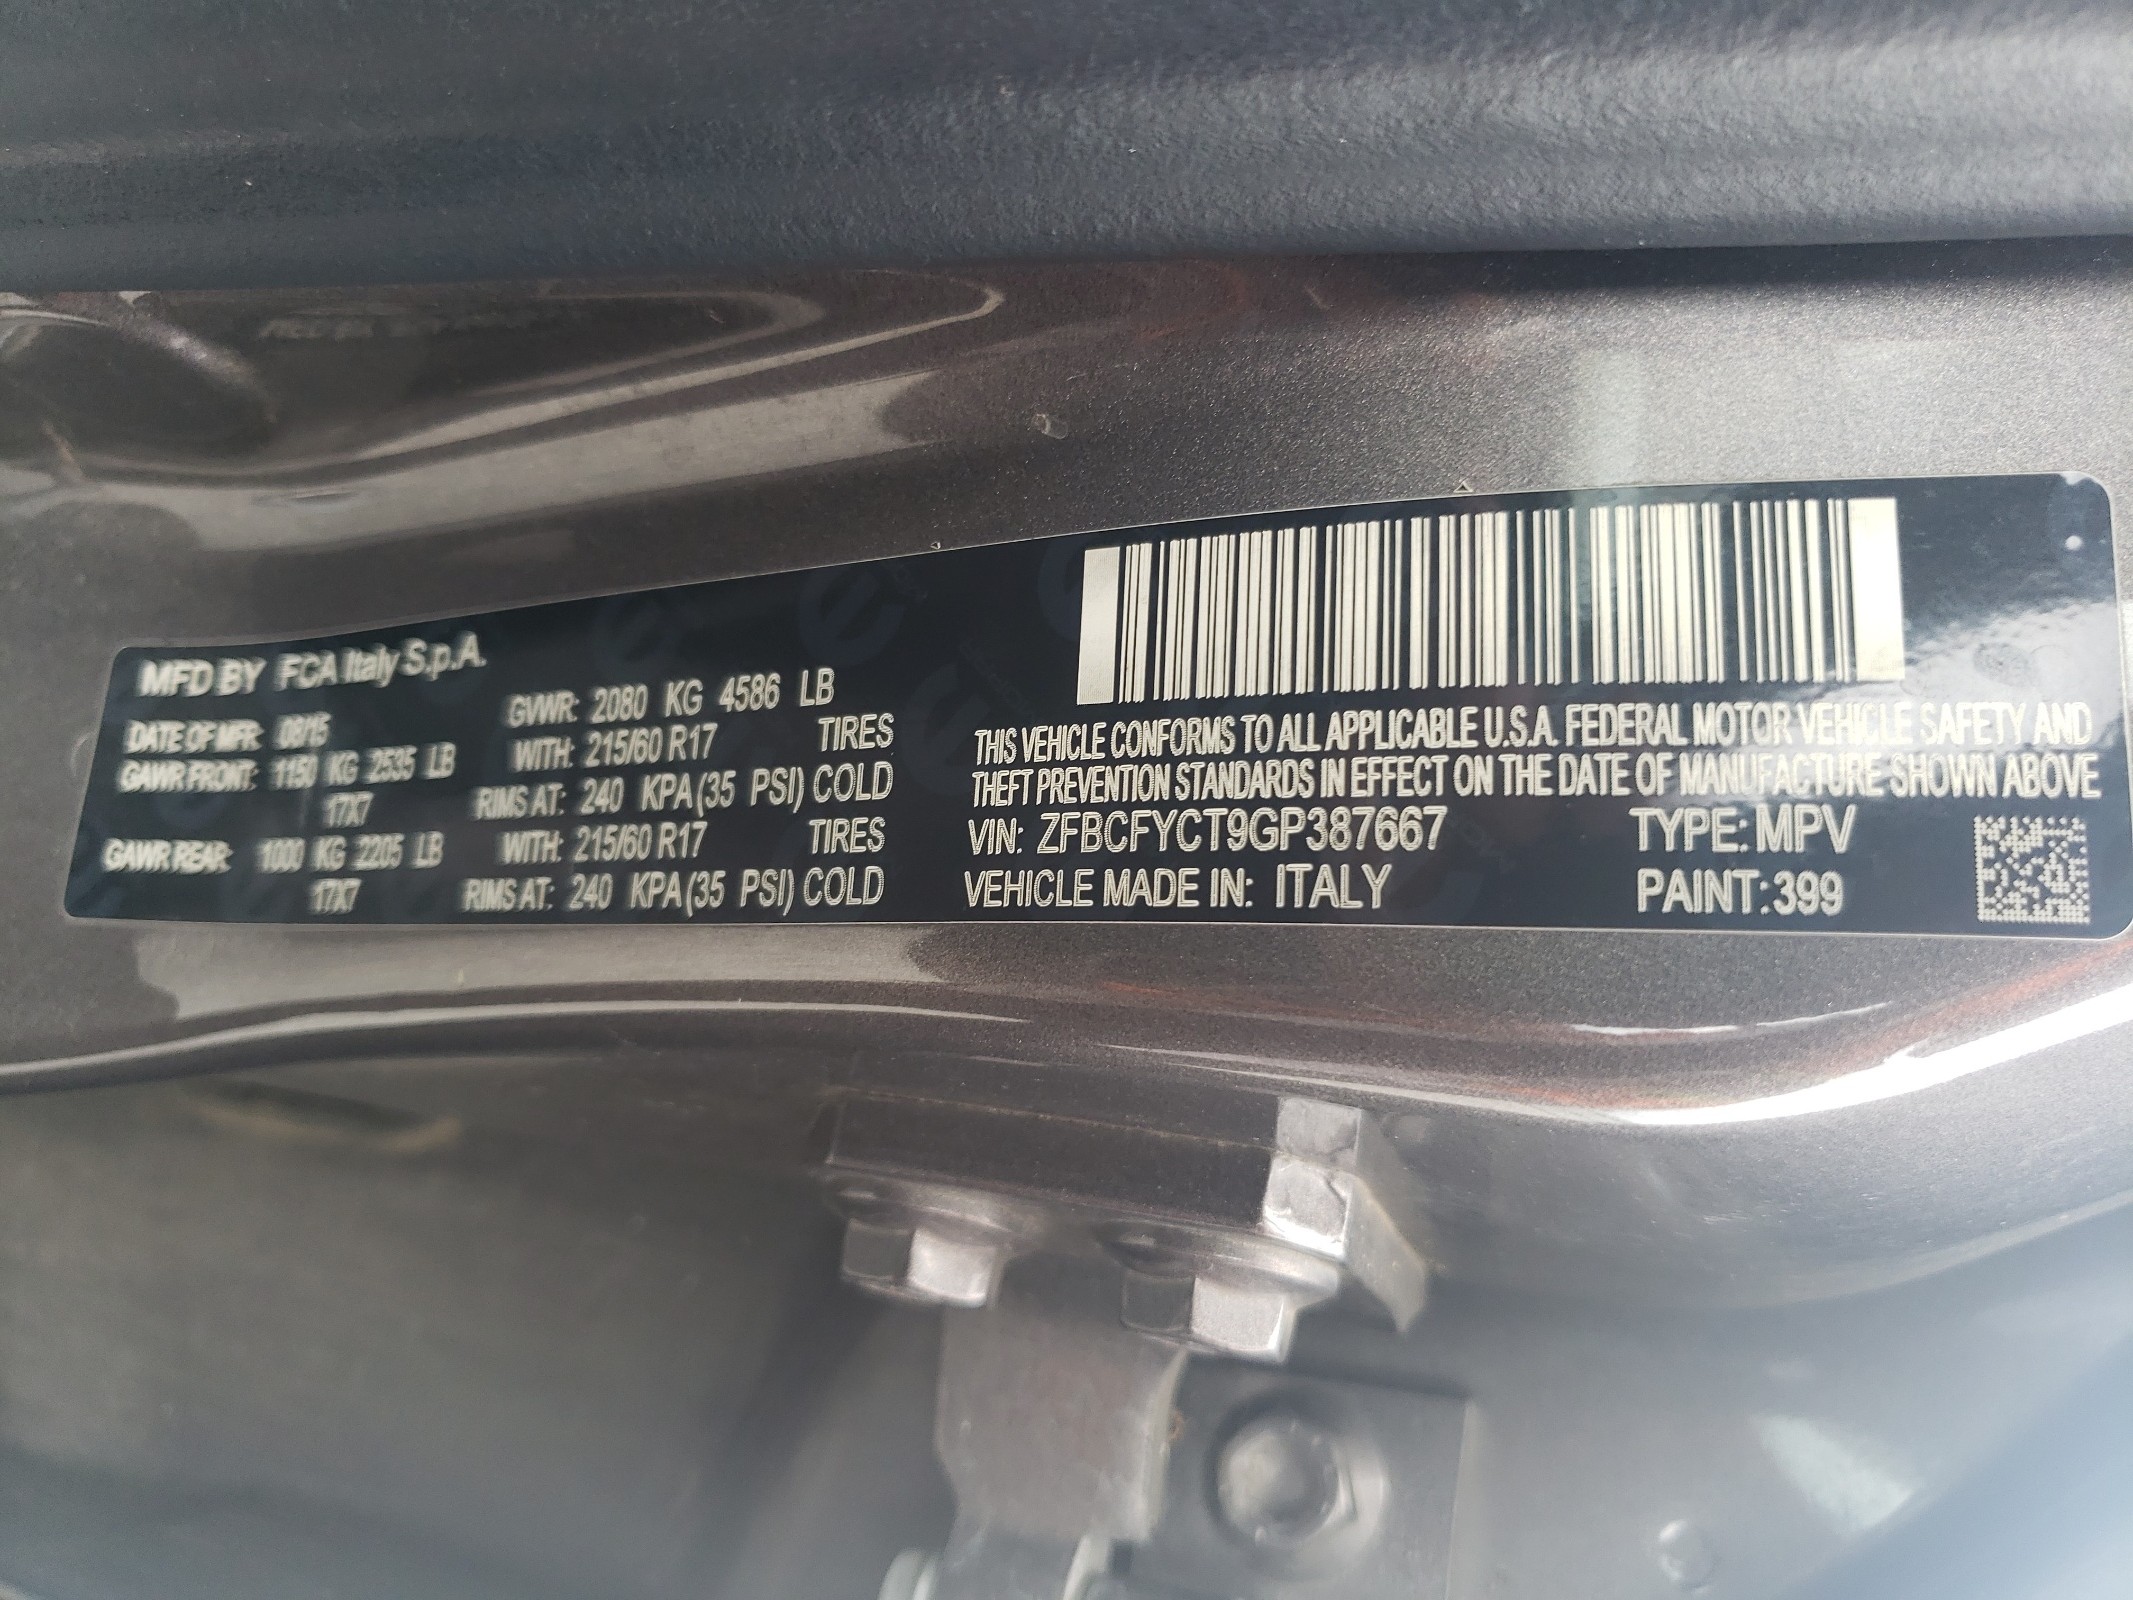 MFD BY FCA Italy S.p.A.
DATE OF MFR: 08/15 GVWR: 2080 KG 4586 LB
GAWR FRONT: 1150 KG 2535 LB WITH: 215/60 R17 TIRES
17X7 RIMS AT: 240 KPA(35 PSI) COLD
GAWR REAR: 1000 KG 2205 LB WITH: 215/60 R17 TIRES
17X7 RIMS AT: 240 KPA(35 PSI) COLD
THIS VEHICLE CONFORMS TO ALL APPLICABLE U.S.A. FEDERAL MOTOR VEHICLE SAFETY AND
THEFT PREVENTION STANDARDS IN EFFECT ON THE DATE OF MANUFACTURE SHOWN ABOVE
VIN: ZFBCFYCT9GP387667 TYPE: MPV
VEHICLE MADE IN: ITALY PAINT: 399